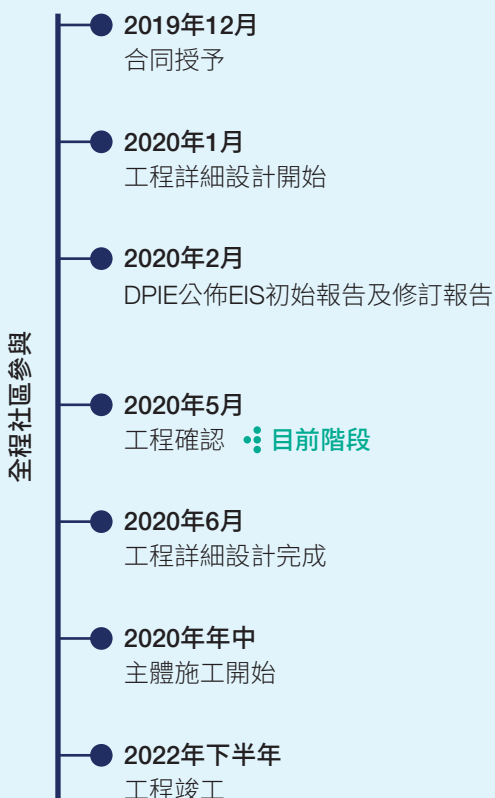 2019年12月
合同授予
2020年1月
工程詳細設計開始
2020年2月
DPIE公佈EIS初始報告及修訂報告
全程社區參與
2020年5月
工程確認 目前階段
2020年6月
工程詳細設計完成
2020年年中
主體施工開始
2022年下半年
工程竣工